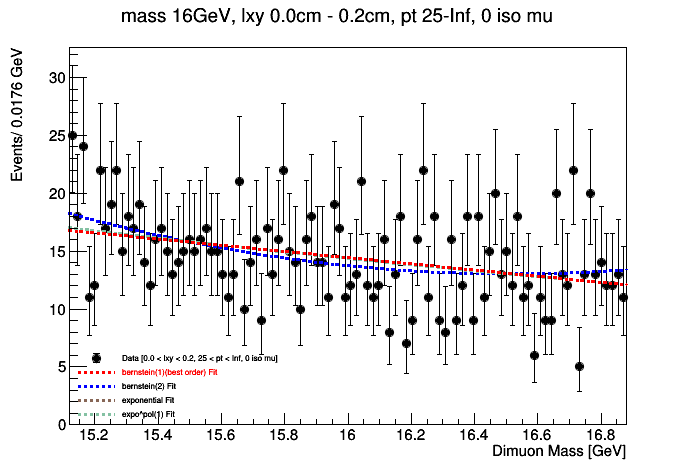 mass 16GeV, lxy 0.0cm - 0.2cm, pt 25-Inf, 0 iso mu
Events/ 0.0176 GeV
30
25
20
15
10
5
0
Data [0.0 < lxy < 0.2, 25 < pt < Inf, 0 iso mu]
bernstein(1)(best order) Fit
bernstein(2) Fit
exponential Fit
expo*pol(1) Fit
15.2 15.4 15.6 15.8 16 16.2 16.4 16.6 16.8
Dimuon Mass [GeV]